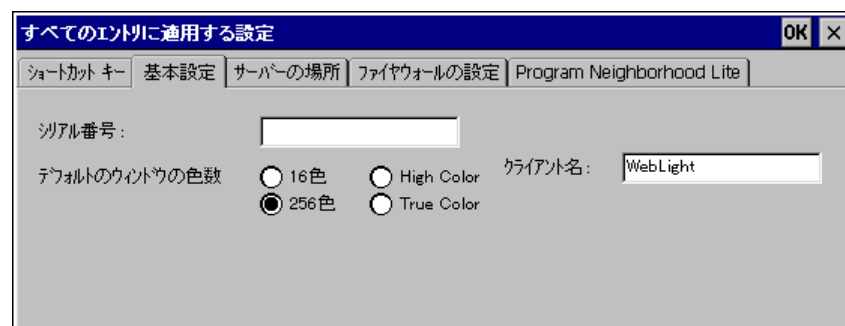 すべてのｴﾝﾄﾘに適用する設定 OK ×
ｼｮｰﾄｶｯﾄ ｷｰ 基本設定 ｻｰﾊﾞｰの場所 ﾌｧｲﾔｳｫｰﾙの設定 Program Neighborhood Lite
ｼﾘｱﾙ番号：
ﾃﾞﾌｫﾙﾄのｳｨﾝﾄﾞｳの色数 16色 High Color ｸﾗｲｱﾝﾄ名： WebLight
256色 True Color